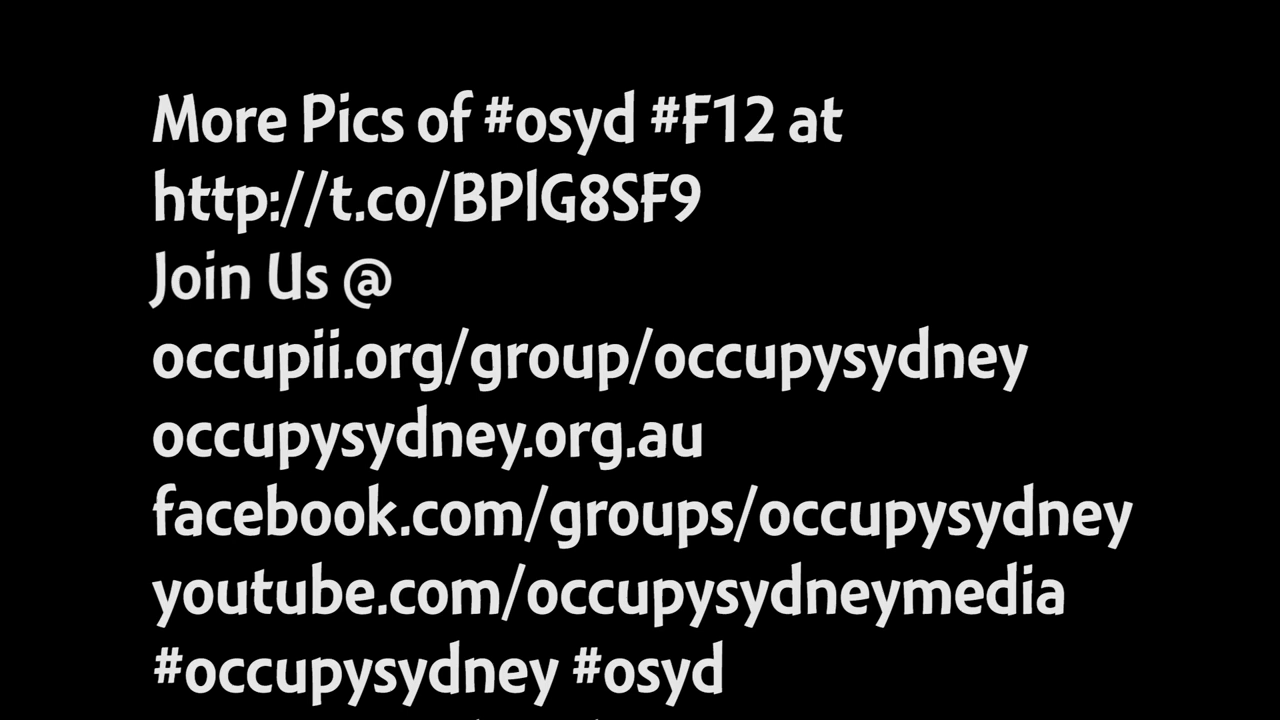 More Pics of #osyd #F12 at
http://t.co/BPlG8SF9
Join Us @
occupii.org/group/occupysydney
occupysydney.org.au
facebook.com/groups/occupysydney
youtube.com/occupysydneymedia
#occupysydney #osyd